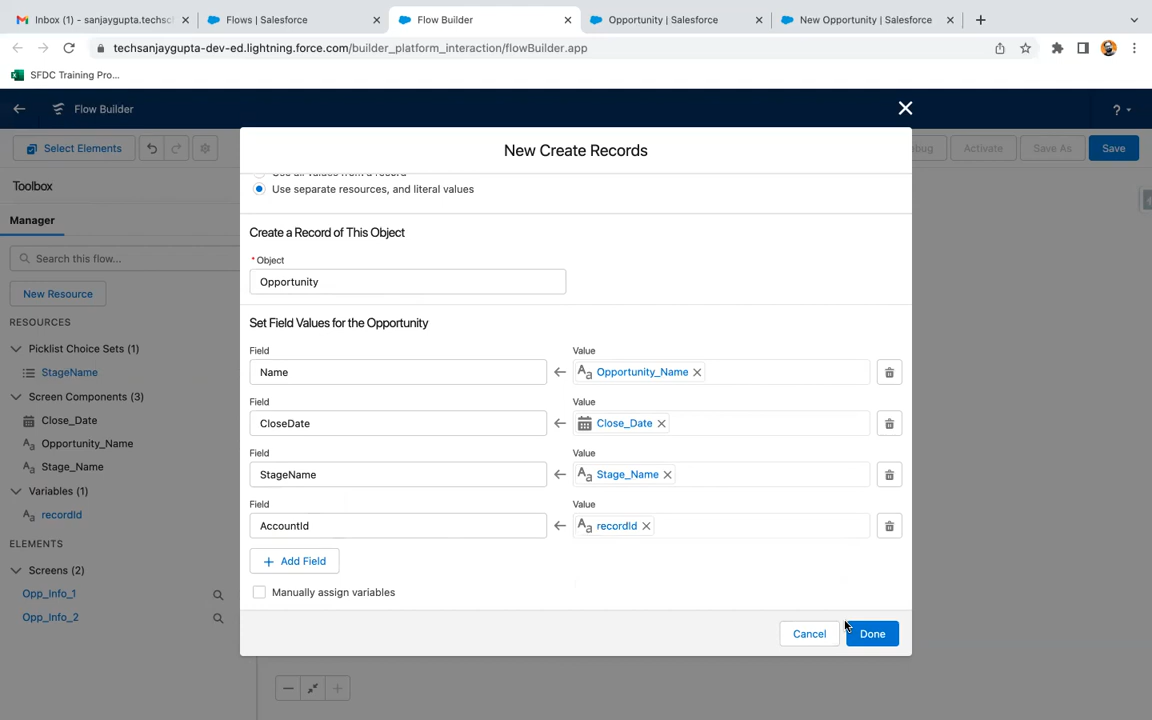 Inbox (1) - sanjaygupta.techsch
Flows | Salesforce
Flow Builder
Opportunity | Salesforce
New Opportunity | Salesforce
techsanjaygupta-dev-ed.lightning.force.com/builder_platform_interaction/flowBuilder.app
SFDC Training Pro...
Flow Builder
?
Select Elements
Activate
Save As
Save
Toolbox
Manager
Search this flow...
New Resource
RESOURCES
Picklist Choice Sets (1)
StageName
Screen Components (3)
Close_Date
Opportunity_Name
Stage_Name
Variables (1)
recordId
ELEMENTS
Screens (2)
Opp_Info_1
Opp_Info_2
New Create Records
Use separate resources, and literal values
Create a Record of This Object
* Object
Opportunity
Set Field Values for the Opportunity
Field Value
Name Opportunity_Name
Field Value
CloseDate Close_Date
Field Value
StageName Stage_Name
Field Value
AccountId recordId
Add Field
Manually assign variables
Cancel Done